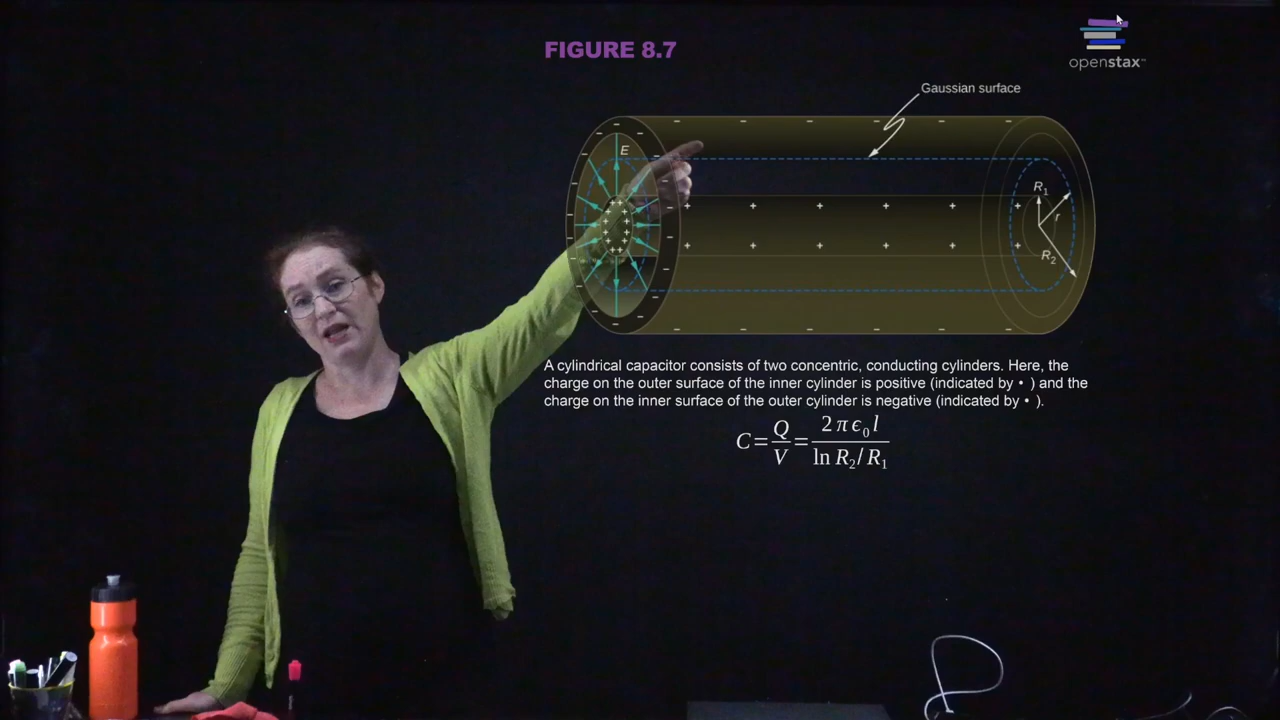 FIGURE 8.7
openstax™
Gaussian surface
E
R₁
r
R₂
A cylindrical capacitor consists of two concentric, conducting cylinders. Here, the
charge on the outer surface of the inner cylinder is positive (indicated by • ) and the
charge on the inner surface of the outer cylinder is negative (indicated by • ).
C=Q/V=2πϵ₀l/ln R₂/R₁